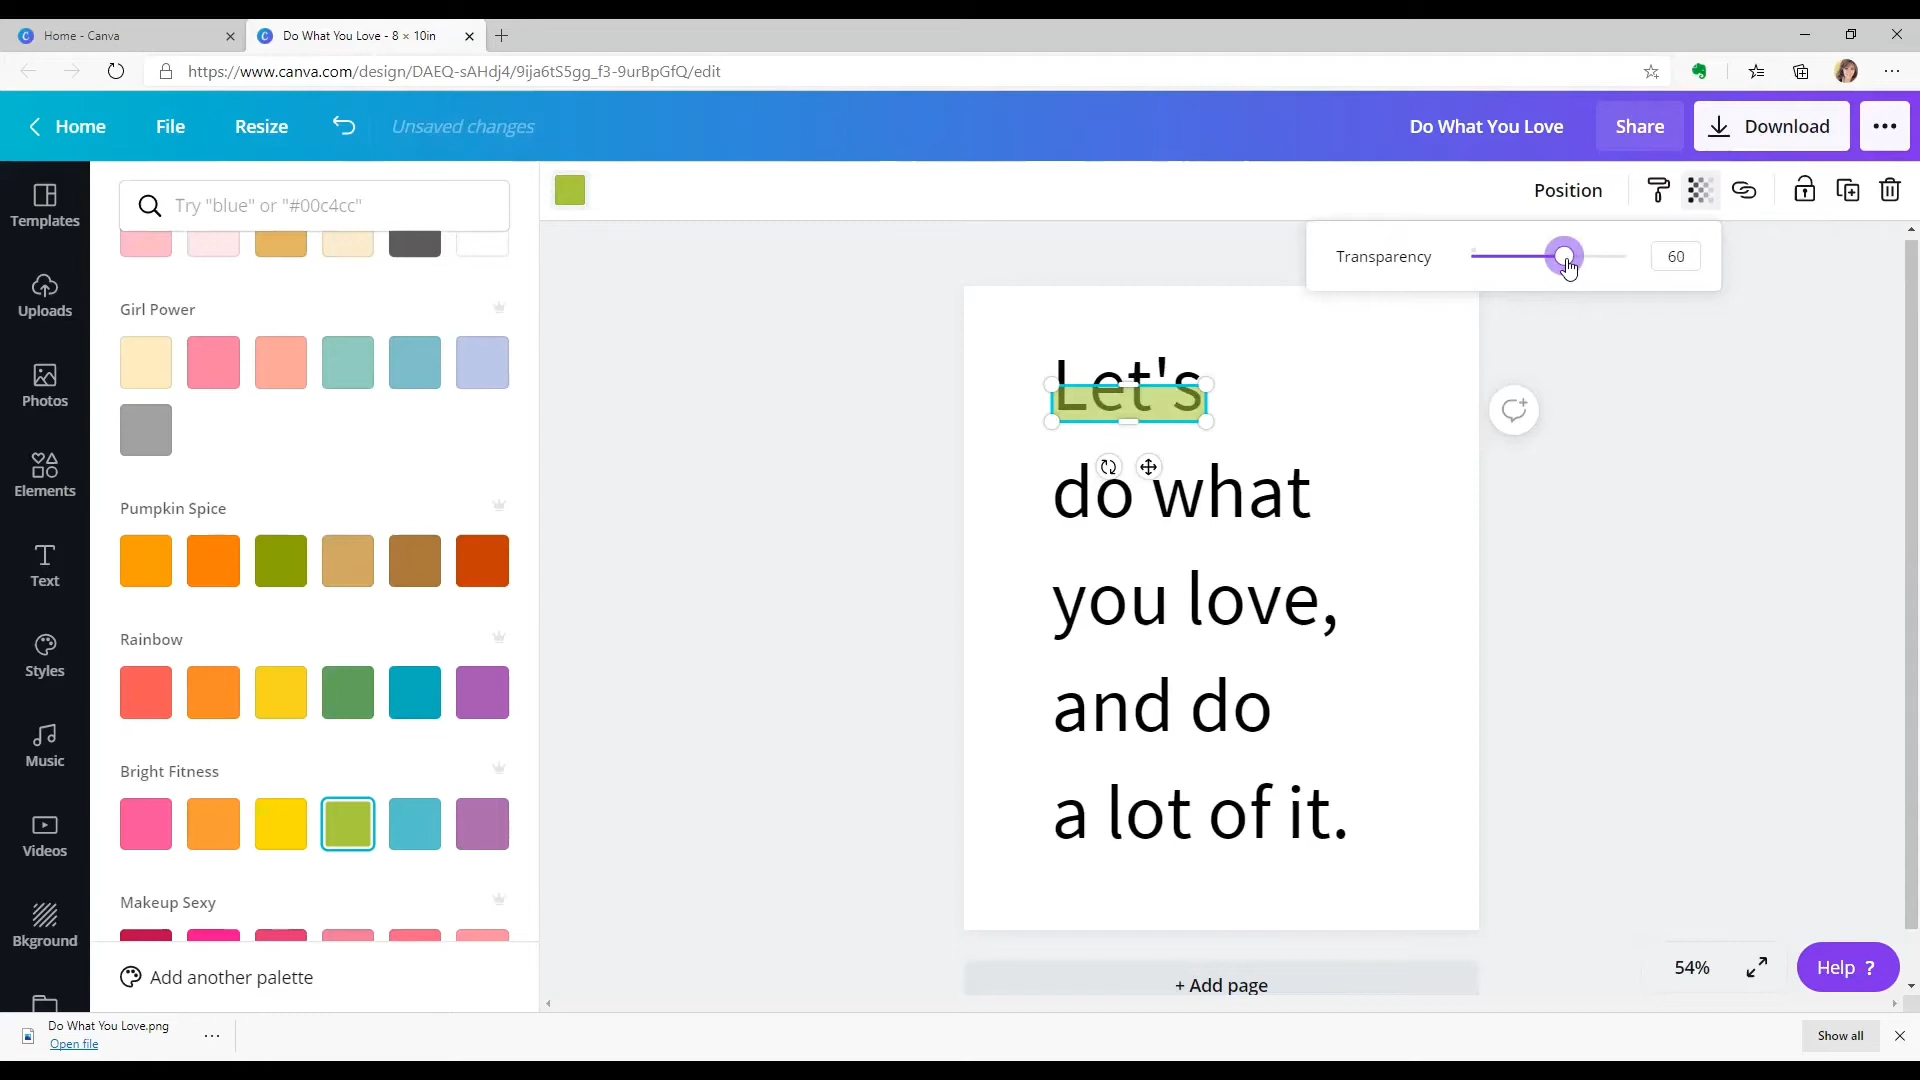 Home - Canva
Do What You Love - 8 × 10in
https://www.canva.com/design/DAEQ-sAHdj4/9ija6tS5gg_f3-9urBpGfQ/edit
Home
File
Resize
Unsaved changes
Do What You Love
Share
Download
Templates
Uploads
Photos
Elements
Text
Styles
Music
Videos
Bkground
Try "blue" or "#00c4cc"
Girl Power
Pumpkin Spice
Rainbow
Bright Fitness
Makeup Sexy
Add another palette
Position
Transparency
60
Let's
do what
you love,
and do
a lot of it.
+ Add page
54%
Help ?
Do What You Love.png
Open file
Show all